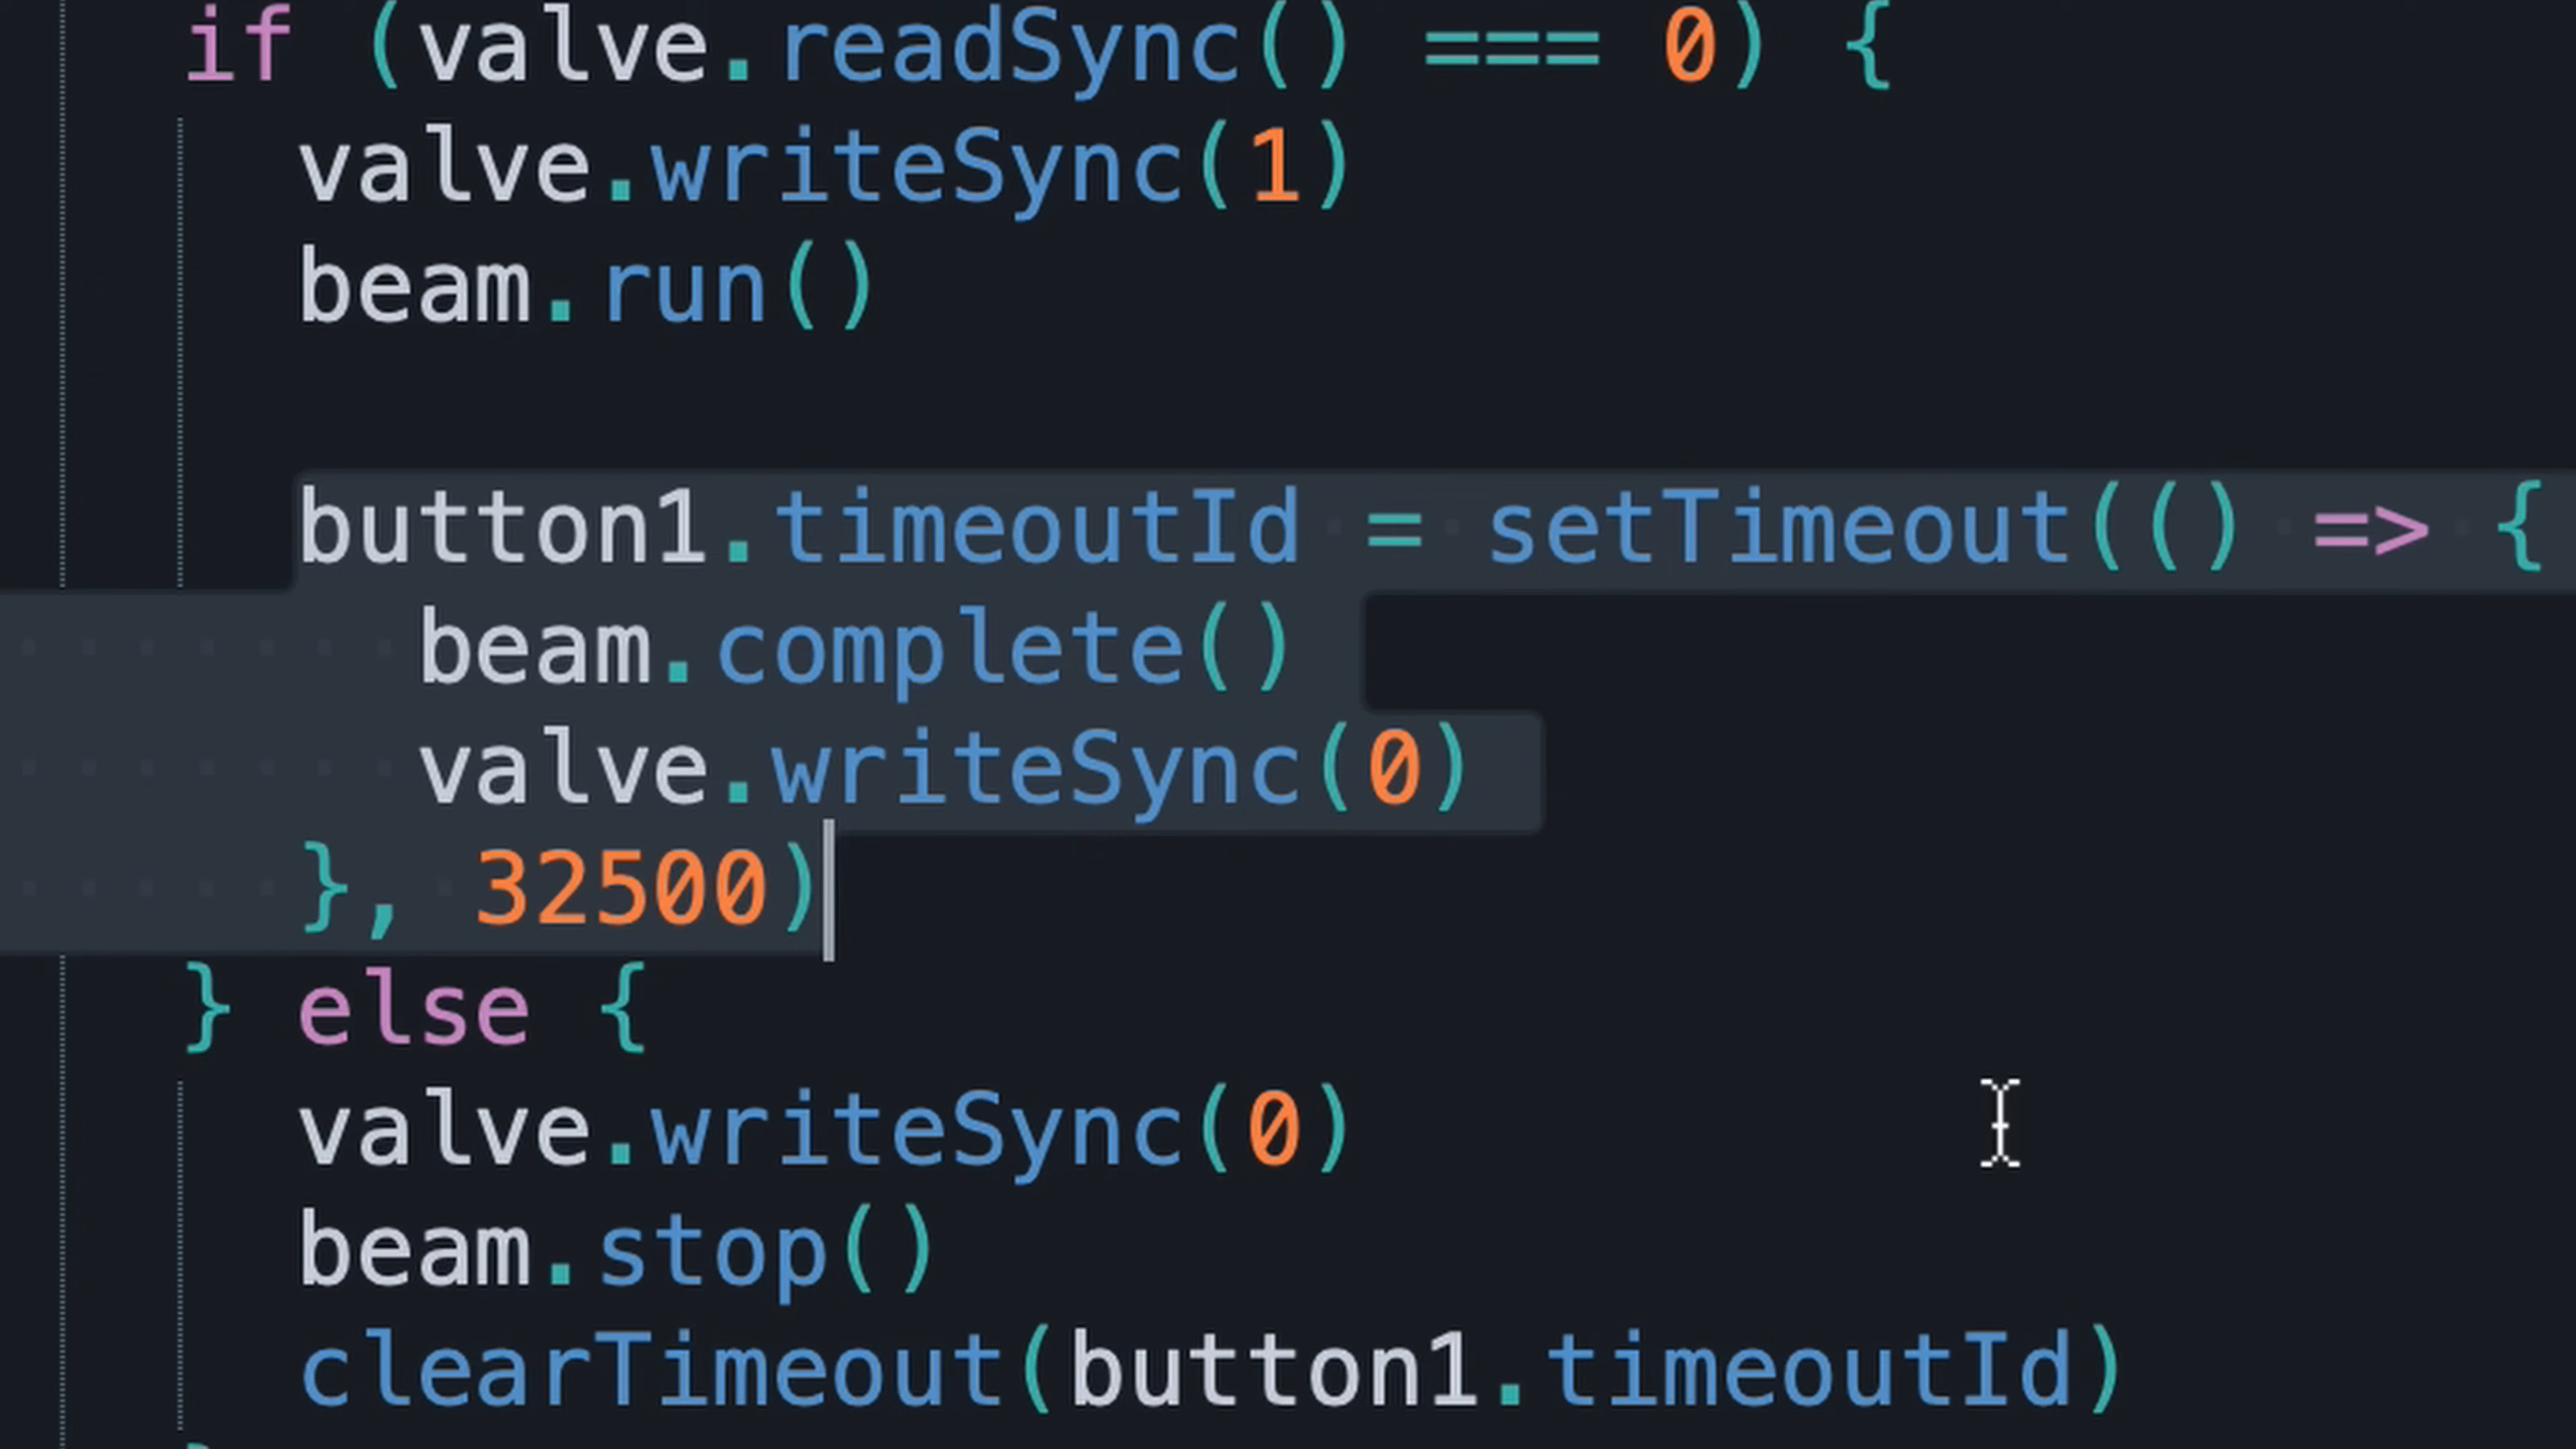 if (valve.readSync() === 0) {
valve.writeSync(1)
beam.run()
button1.timeoutId = setTimeout(() => {
beam.complete()
valve.writeSync(0)
}, 32500)
} else {
valve.writeSync(0)
beam.stop()
clearTimeout(button1.timeoutId)